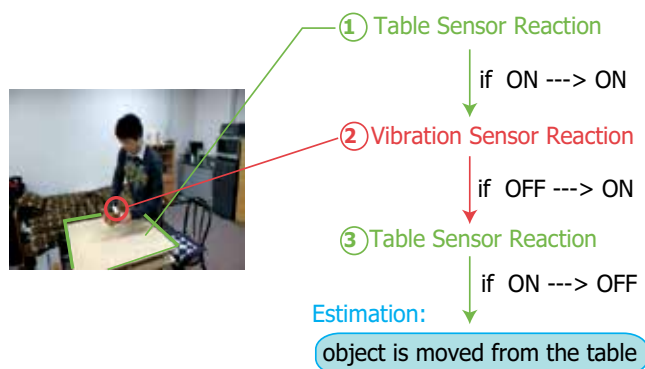 1 Table Sensor Reaction
if ON ---> ON
2 Vibration Sensor Reaction
if OFF ---> ON
3 Table Sensor Reaction
if ON ---> OFF
Estimation:
object is moved from the table